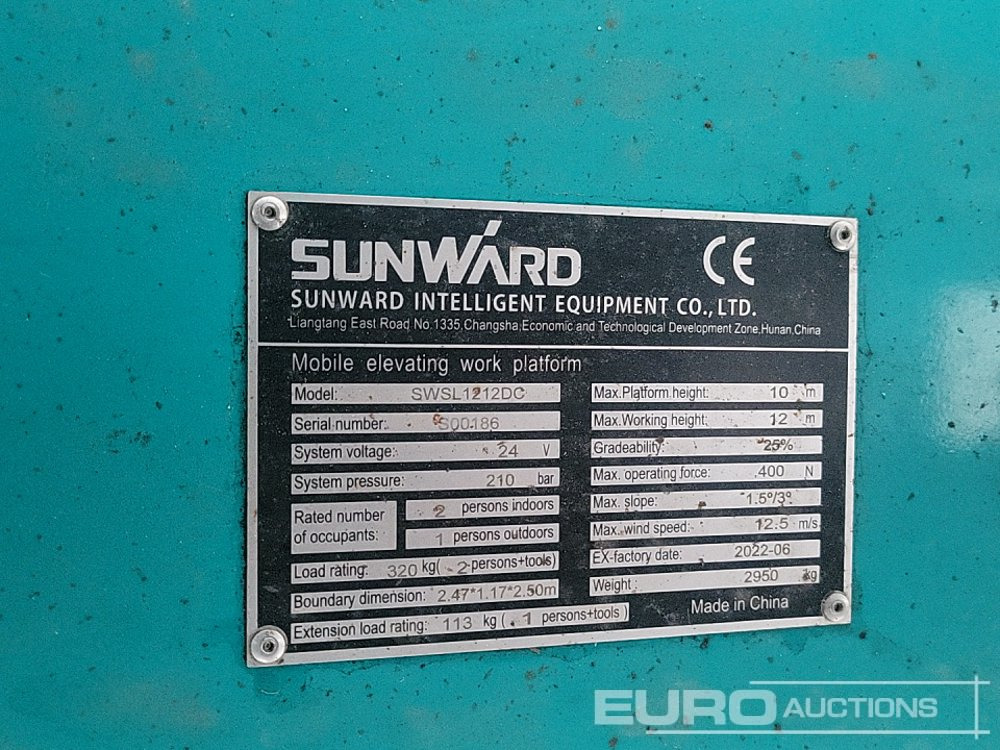 SUNWARD
CE
SUNWARD INTELLIGENT EQUIPMENT CO., LTD.
Liangtang East Road No.1335,Changsha,Economic and Technological Development Zone,Hunan,China
Mobile elevating work platform
Model: SWSL1212DC
Serial number: S00186
System voltage: 24 V
System pressure: 210 bar
Rated number of occupants: 2 persons indoors
1 persons outdoors
Load rating: 320 kg( 2 persons+tools)
Boundary dimension: 2.47*1.17*2.50m
Extension load rating: 113 kg ( 1 persons+tools)
Max.Platform height: 10 m
Max.Working height: 12 m
Gradeability: 25%
Max. operating force: 400 N
Max. slope: 1.5°/3°
Max. wind speed: 12.5 m/s
EX-factory date: 2022-06
Weight : 2950 kg
Made in China
EURO AUCTIONS